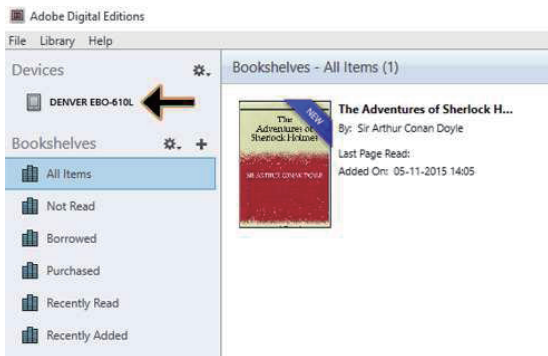 Adobe Digital Editions
File Library Help
Devices
DENVER EBO-610L
Bookshelves
All Items
Not Read
Borrowed
Purchased
Recently Read
Recently Added
Bookshelves - All Items (1)
NEW
The
Adventures of
Sherlock Holmes
SIR ARTHUR CONAN DOYLE
The Adventures of Sherlock H...
By: Sir Arthur Conan Doyle
Last Page Read:
Added On: 05-11-2015 14:05